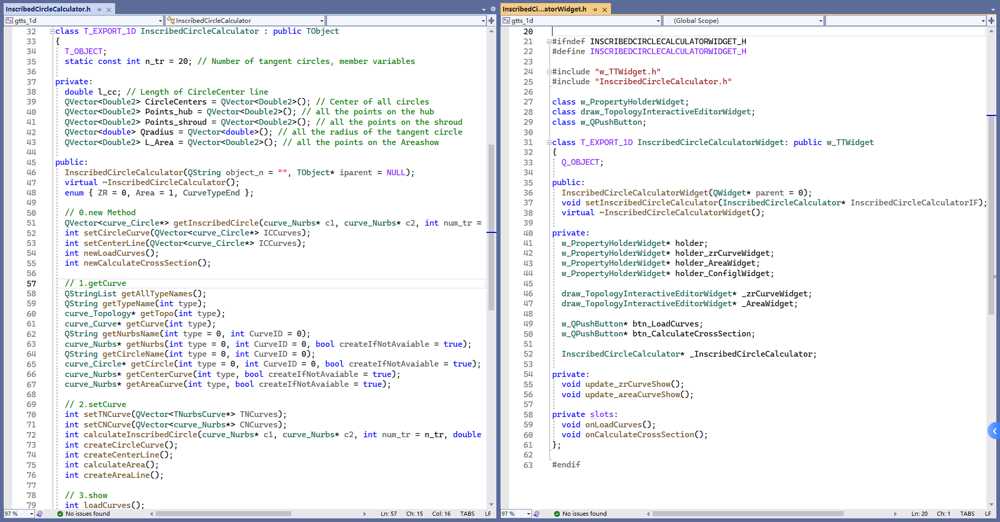 InscribedCircleCalculator.h
gtts_1d
InscribedCircleCalculator
32 class T_EXPORT_1D InscribedCircleCalculator : public TObject
33 {
34 T_OBJECT;
35 static const int n_tr = 20; // Number of tangent circles, member variables
36
37 private:
38 double l_cc; // Length of CircleCenter line
39 QVector<Double2> CircleCenters = QVector<Double2>(); // Center of all circles
40 QVector<Double2> Points_hub = QVector<Double2>(); // all the points on the hub
41 QVector<Double2> Points_shroud = QVector<Double2>(); // all the points on the shroud
42 QVector<double> Qradius = QVector<double>(); // all the radius of the tangent circle
43 QVector<Double2> L_Area = QVector<Double2>(); // all the points on the Areashow
44
45 public:
46 InscribedCircleCalculator(QString object_n = "", TObject* iparent = NULL);
47 virtual ~InscribedCircleCalculator();
48 enum { ZR = 0, Area = 1, CurveTypeEnd };
49
50 // 0.new Method
51 QVector<curve_Circle*> getInscribedCircle(curve_Nurbs* c1, curve_Nurbs* c2, int num_tr =
52 int setCircleCurve(QVector<curve_Circle*> ICCurves);
53 int setCenterLine(QVector<curve_Circle*> ICCurves);
54 int newLoadCurves();
55 int newCalculateCrossSection();
56
57 // 1.getCurve
58 QStringList getAllTypeNames();
59 QString getTypeName(int type);
60 curve_Topology* getTopo(int type);
61 curve_Curve* getCurve(int type);
62 QString getNurbsName(int type = 0, int CurveID = 0);
63 curve_Nurbs* getNurbs(int type = 0, int CurveID = 0, bool createIfNotAvaiable = true);
64 QString getCircleName(int type = 0, int CurveID = 0);
65 curve_Circle* getCircle(int type = 0, int CurveID = 0, bool createIfNotAvaiable = true);
66 curve_Nurbs* getCenterCurve(int type, bool createIfNotAvaiable = true);
67 curve_Nurbs* getAreaCurve(int type, bool createIfNotAvaiable = true);
68
69 // 2.setCurve
70 int setTNCurve(QVector<TNurbsCurve*> TNCurves);
71 int setCNCurve(QVector<curve_Nurbs*> CNCurves);
72 int calculateInscribedCircle(curve_Nurbs* c1, curve_Nurbs* c2, int num_tr = n_tr, double
73 int createCircleCurve();
74 int createCenterLine();
75 int calculateArea();
76 int createAreaLine();
77
78 // 3.show
79 int loadCurves();
97 % No issues found Ln: 57 Ch: 15 Col: 16 TABS LF
InscribedCi...atorWidget.h
gtts_1d
(Global Scope)
20
21 #ifndef INSCRIBEDCIRCLECALCULATORWIDGET_H
22 #define INSCRIBEDCIRCLECALCULATORWIDGET_H
23
24 #include "w_TTWidget.h"
25 #include "InscribedCircleCalculator.h"
26
27 class w_PropertyHolderWidget;
28 class draw_TopologyInteractiveEditorWidget;
29 class w_QPushButton;
30
31 class T_EXPORT_1D InscribedCircleCalculatorWidget: public w_TTWidget
32 {
33 Q_OBJECT;
34
35 public:
36 InscribedCircleCalculatorWidget(QWidget* parent = 0);
37 void setInscribedCircleCalculator(InscribedCircleCalculator* InscribedCircleCalculatorIF);
38 virtual ~InscribedCircleCalculatorWidget();
39
40 private:
41 w_PropertyHolderWidget* holder;
42 w_PropertyHolderWidget* holder_zrCurveWidget;
43 w_PropertyHolderWidget* holder_AreaWidget;
44 w_PropertyHolderWidget* holder_ConfiglWidget;
45
46 draw_TopologyInteractiveEditorWidget* _zrCurveWidget;
47 draw_TopologyInteractiveEditorWidget* _AreaWidget;
48
49 w_QPushButton* btn_LoadCurves;
50 w_QPushButton* btn_CalculateCrossSection;
51
52 InscribedCircleCalculator* _InscribedCircleCalculator;
53
54 private:
55 void update_zrCurveShow();
56 void update_areaCurveShow();
57
58 private slots:
59 void onLoadCurves();
60 void onCalculateCrossSection();
61 };
62
63 #endif
97 % No issues found Ln: 20 Ch: 1 TABS LF